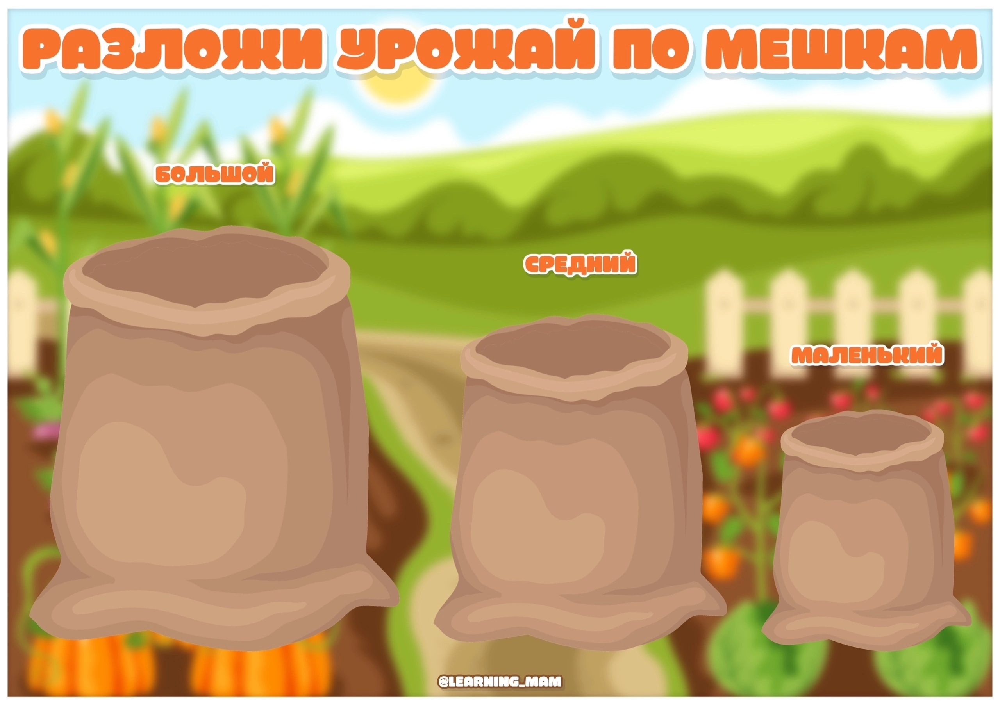 РАЗЛОЖИ УРОЖАЙ ПО МЕШКАМ
БОЛЬШОЙ
СРЕДНИЙ
МАЛЕНЬКИЙ
@LEARNING_MAM